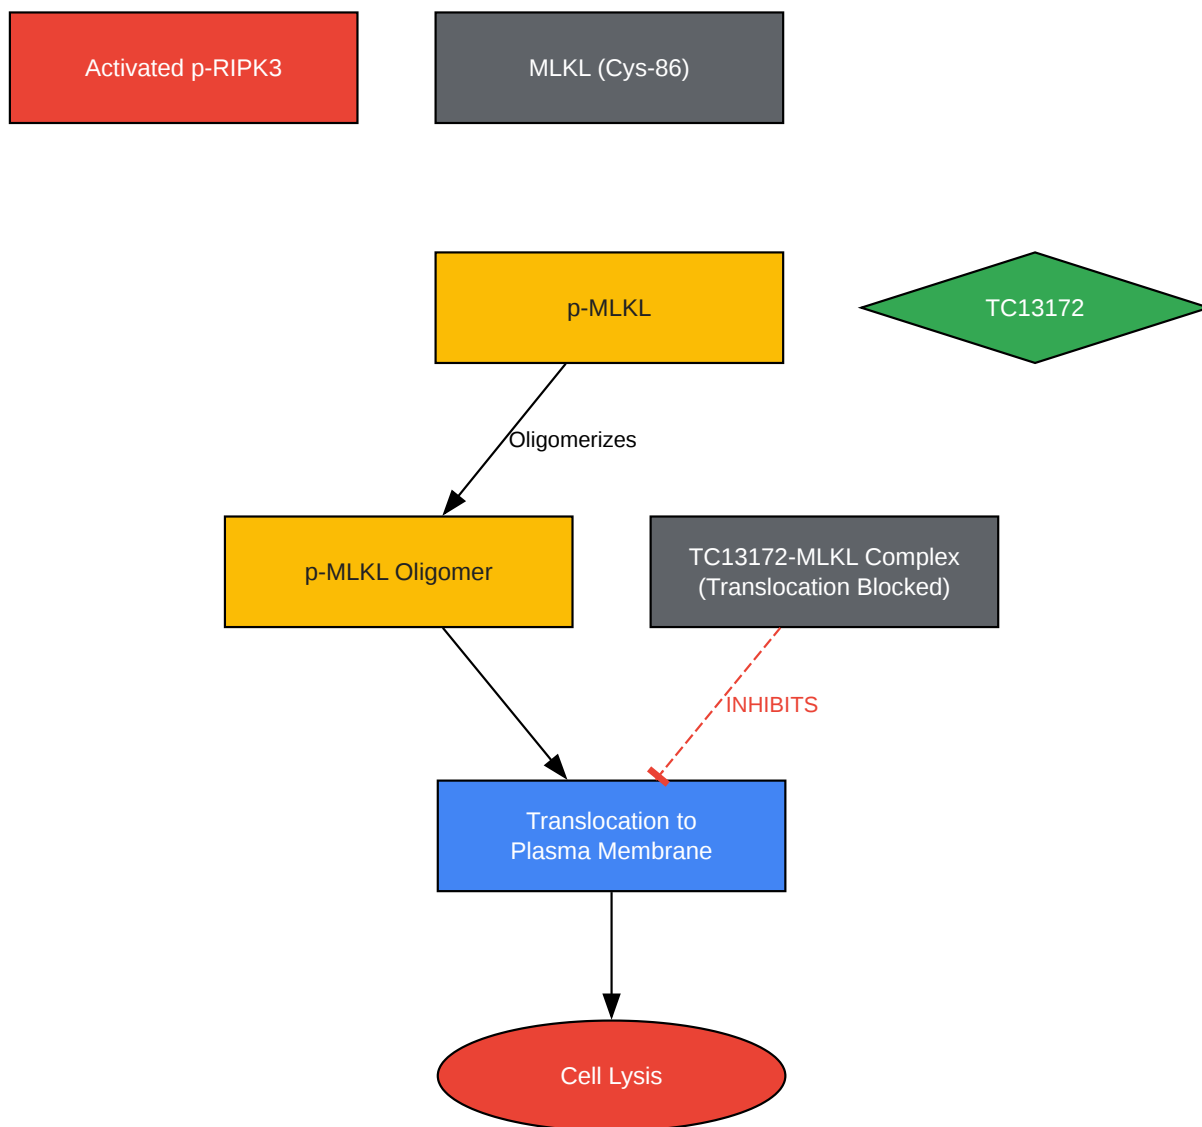 Activated p-RIPK3
MLKL (Cys-86)
p-MLKL
TC13172
Oligomerizes
p-MLKL Oligomer
TC13172-MLKL Complex
(Translocation Blocked)
INHIBITS
Translocation to
Plasma Membrane
Cell Lysis